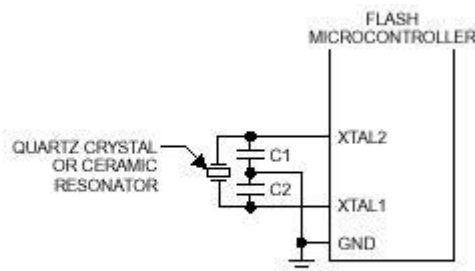 FLASH
MICROCONTROLLER
XTAL2
QUARTZ CRYSTAL
OR CERAMIC
RESONATOR
C1
C2
XTAL1
GND